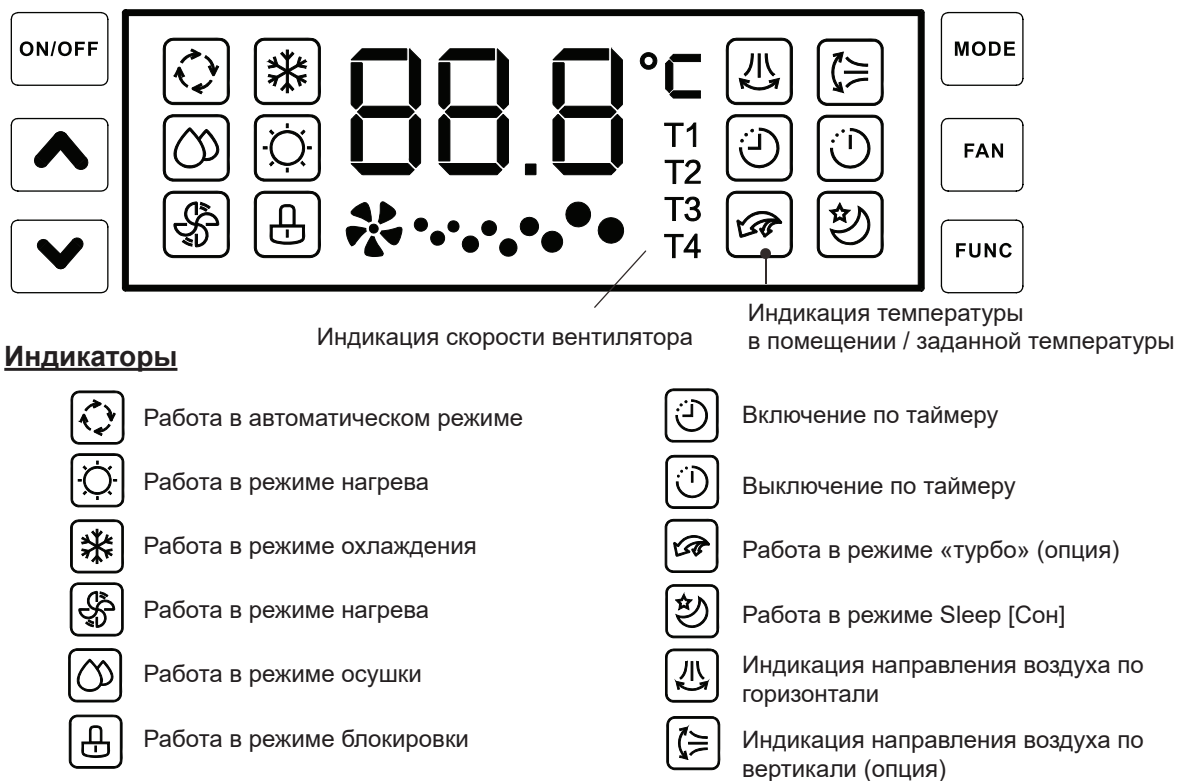 ON/OFF
88.8 °C
T1
T2
T3
T4
MODE
FAN
FUNC
Индикация скорости вентилятора
Индикация температуры
в помещении / заданной температуры
Индикаторы
Работа в автоматическом режиме
Работа в режиме нагрева
Работа в режиме охлаждения
Работа в режиме нагрева
Работа в режиме осушки
Работа в режиме блокировки
Включение по таймеру
Выключение по таймеру
Работа в режиме «турбо» (опция)
Работа в режиме Sleep [Сон]
Индикация направления воздуха по
горизонтали
Индикация направления воздуха по
вертикали (опция)